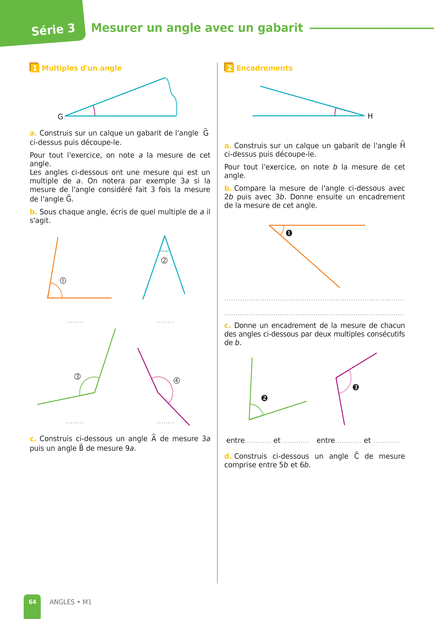 Série 3
Mesurer un angle avec un gabarit
1 Multiples d'un angle
G
a. Construis sur un calque un gabarit de l'angle Ĝ
ci-dessus puis découpe-le.
Pour tout l'exercice, on note a la mesure de cet
angle.
Les angles ci-dessous ont une mesure qui est un
multiple de a. On notera par exemple 3a si la
mesure de l'angle considéré fait 3 fois la mesure
de l'angle Ĝ.
b. Sous chaque angle, écris de quel multiple de a il
s'agit.
①
②
........
........
③
④
........
........
c. Construis ci-dessous un angle Â de mesure 3a
puis un angle B̂ de mesure 9a.
2 Encadrements
H
a. Construis sur un calque un gabarit de l'angle Ĥ
ci-dessus puis découpe-le.
Pour tout l'exercice, on note b la mesure de cet
angle.
b. Compare la mesure de l'angle ci-dessous avec
2b puis avec 3b. Donne ensuite un encadrement
de la mesure de cet angle.
❶
c. Donne un encadrement de la mesure de chacun
des angles ci-dessous par deux multiples consécutifs
de b.
❷
❸
entre............ et ............ entre............ et ............
d. Construis ci-dessous un angle Ĉ de mesure
comprise entre 5b et 6b.
64 ANGLES • M1